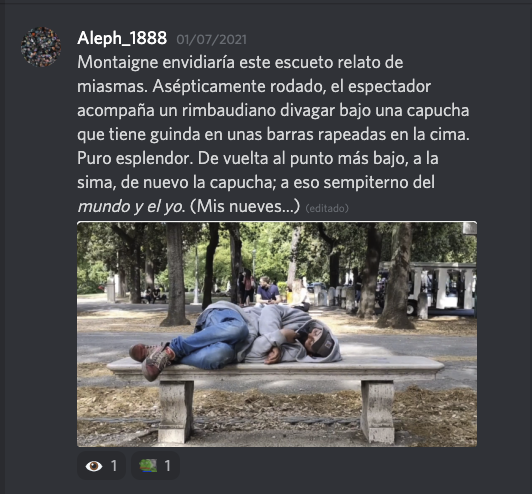 Aleph_1888 01/07/2021
Montaigne envidiaría este escueto relato de
miasmas. Asépticamente rodado, el espectador
acompaña un rimbaudiano divagar bajo una capucha
que tiene guinda en unas barras rapeadas en la cima.
Puro esplendor. De vuelta al punto más bajo, a la
sima, de nuevo la capucha; a eso sempiterno del
mundo y el yo. (Mis nueves...) (editado)
1 1